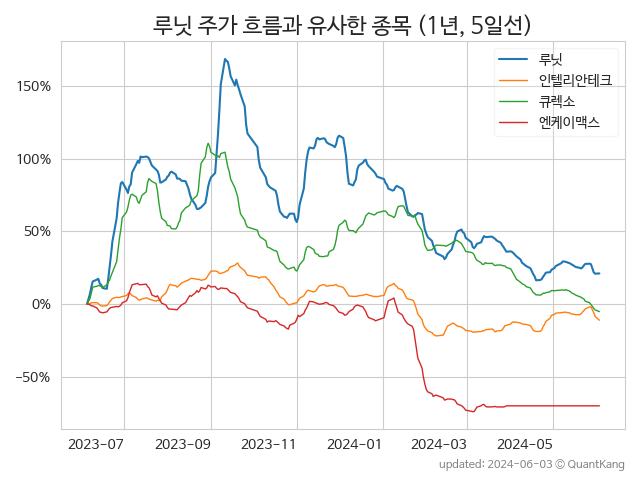 루닛 주가 흐름과 유사한 종목 (1년, 5일선)
루닛
인텔리안테크
큐렉소
엔케이맥스
150%
100%
50%
0%
−50%
2023-07 2023-09 2023-11 2024-01 2024-03 2024-05
updated: 2024-06-03 © QuantKang